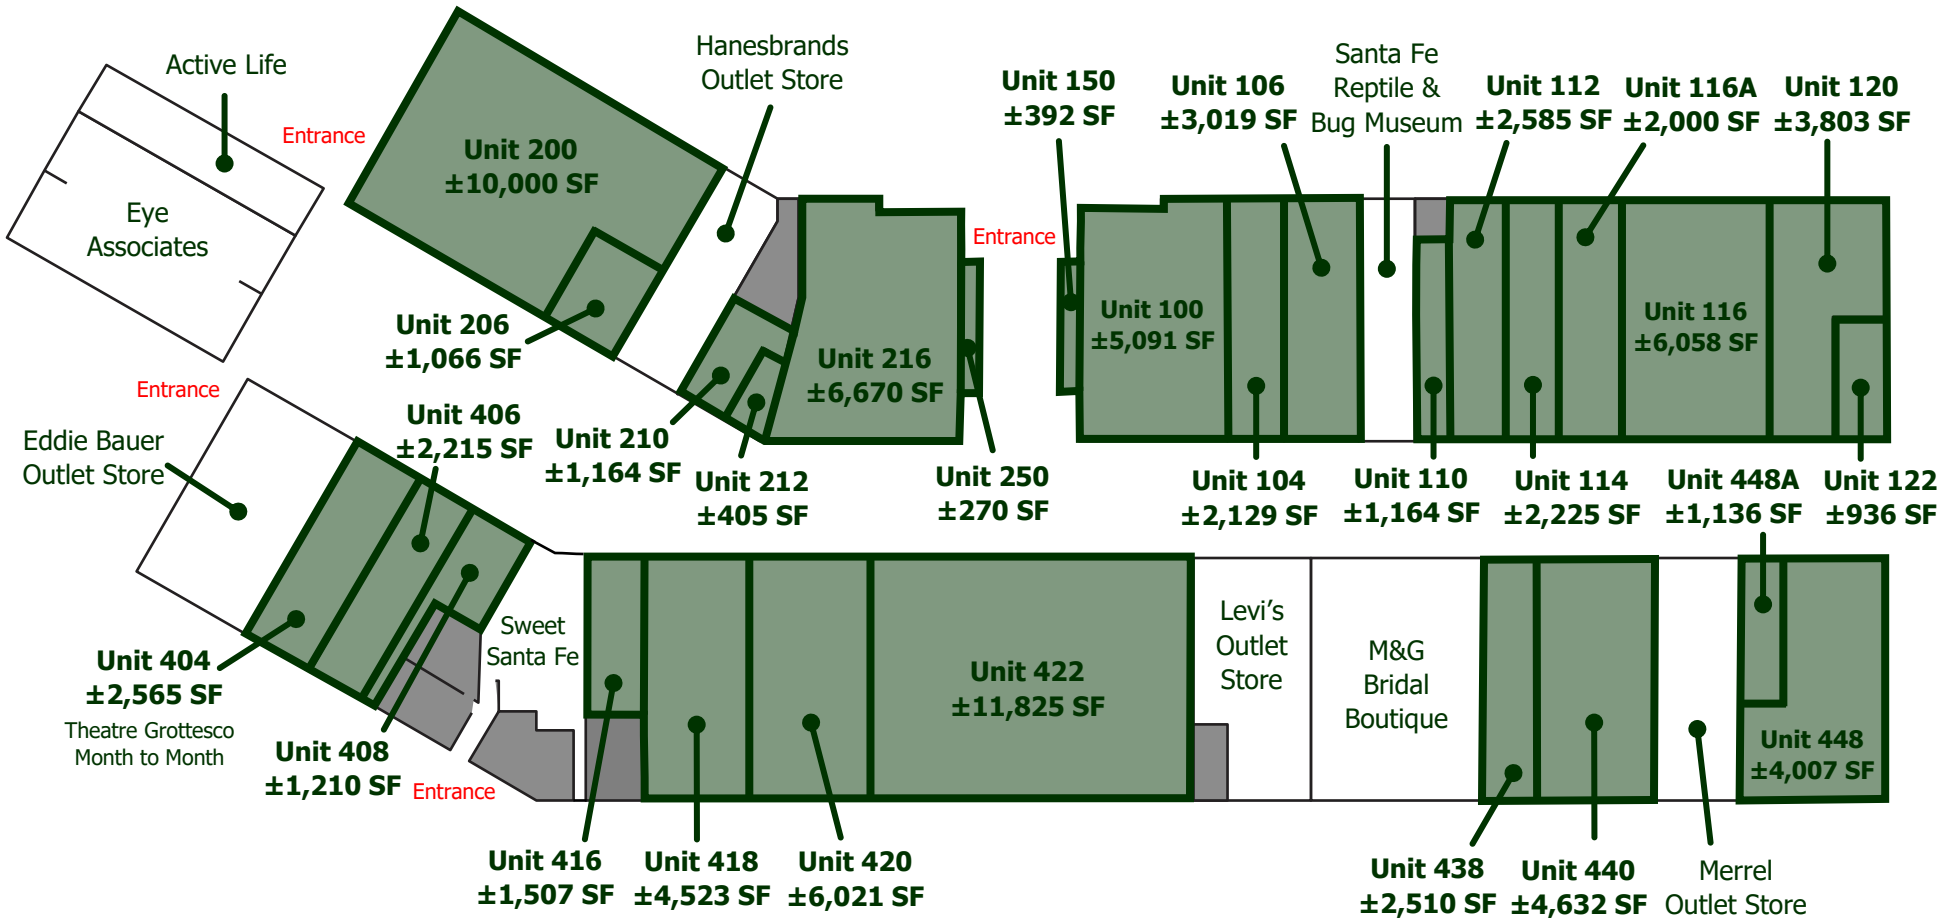 Active Life
Eye
Associates
Entrance
Unit 200
±10,000 SF
Hanesbrands
Outlet Store
Unit 206
±1,066 SF
Unit 210
±1,164 SF
Unit 212
±405 SF
Unit 216
±6,670 SF
Unit 250
±270 SF
Entrance
Unit 150
±392 SF
Unit 100
±5,091 SF
Unit 106
±3,019 SF
Unit 104
±2,129 SF
Santa Fe
Reptile &
Bug Museum
Unit 110
±1,164 SF
Unit 112
±2,585 SF
Unit 114
±2,225 SF
Unit 116A
±2,000 SF
Unit 116
±6,058 SF
Unit 120
±3,803 SF
Unit 122
±936 SF
Entrance
Eddie Bauer
Outlet Store
Unit 404
±2,565 SF
Theatre Grottesco
Month to Month
Unit 406
±2,215 SF
Unit 408
±1,210 SF
Entrance
Sweet
Santa Fe
Unit 416
±1,507 SF
Unit 418
±4,523 SF
Unit 420
±6,021 SF
Unit 422
±11,825 SF
Levi's
Outlet
Store
M&G
Bridal
Boutique
Unit 438
±2,510 SF
Unit 440
±4,632 SF
Merrel
Outlet Store
Unit 448A
±1,136 SF
Unit 448
±4,007 SF